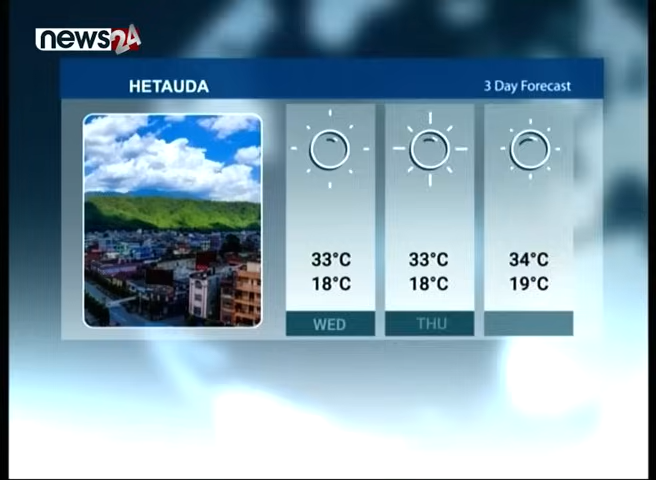 news24
HETAUDA
3 Day Forecast
33°C
18°C
WED
33°C
18°C
THU
34°C
19°C